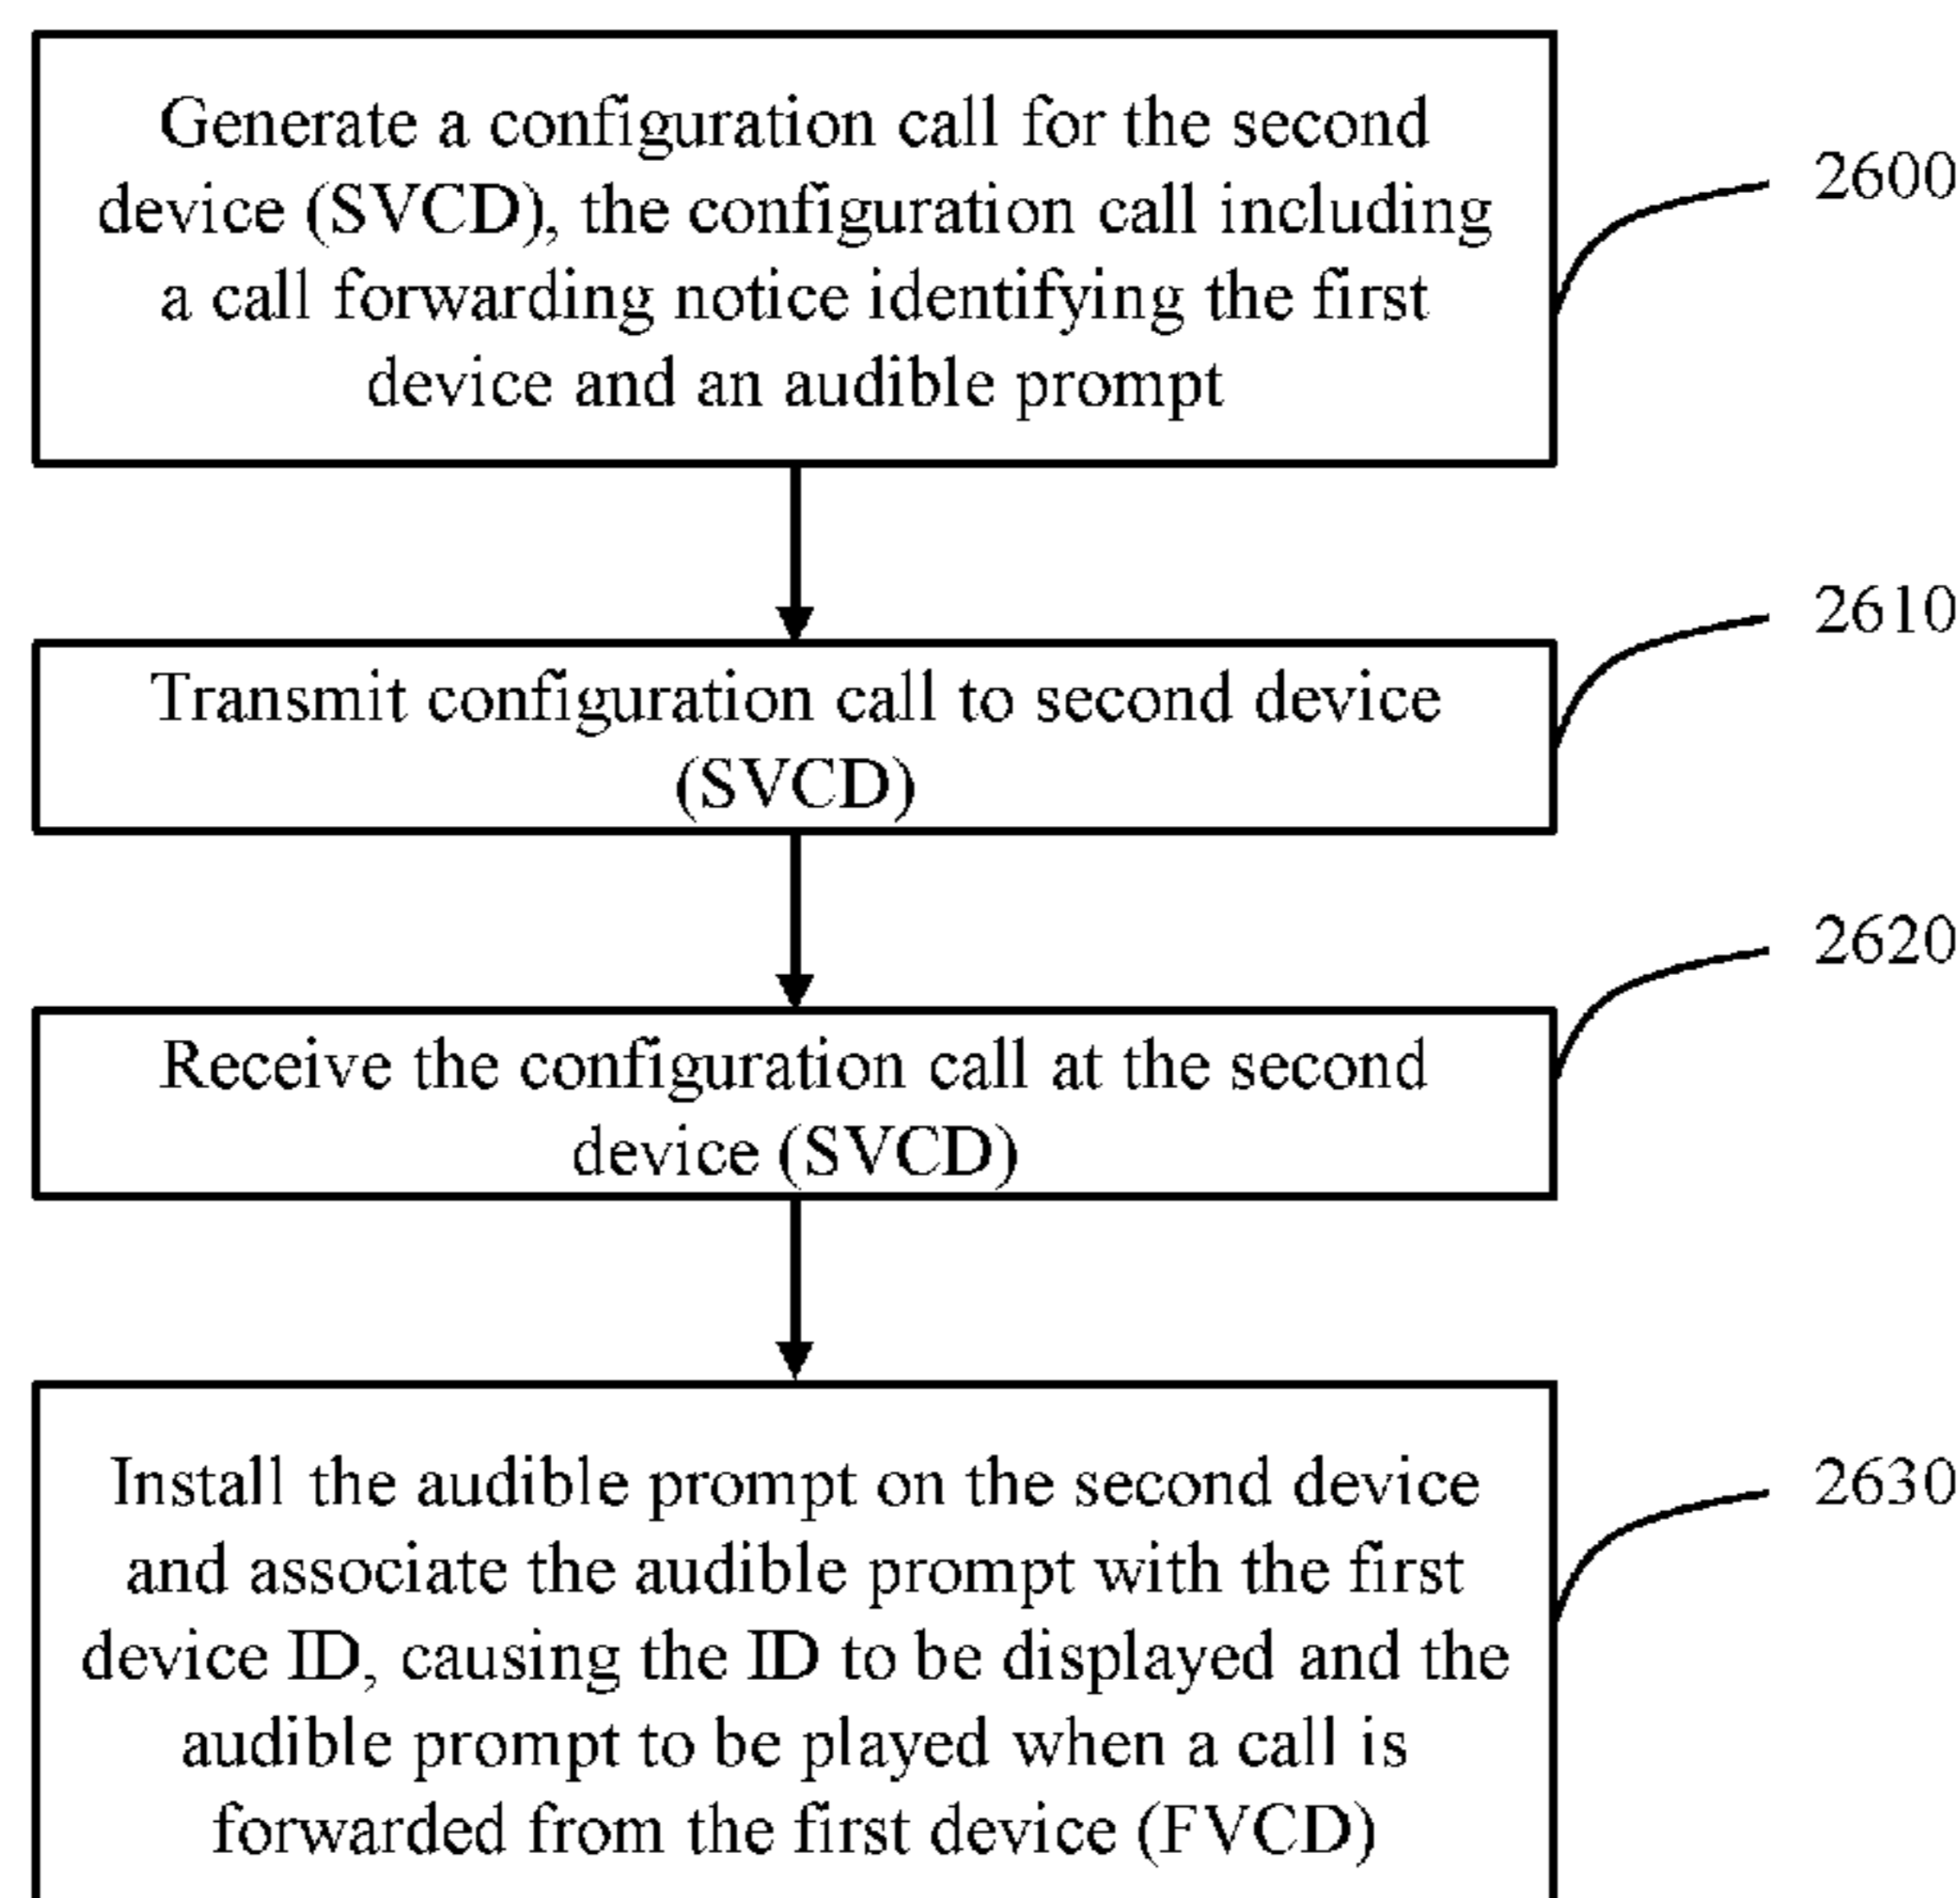 Generate a configuration call for the second
device (SVCD), the configuration call including
a call forwarding notice identifying the first
device and an audible prompt
2600
Transmit configuration call to second device
(SVCD)
2610
Receive the configuration call at the second
device (SVCD)
2620
Install the audible prompt on the second device
and associate the audible prompt with the first
device ID, causing the ID to be displayed and the
audible prompt to be played when a call is
forwarded from the first device (FVCD)
2630